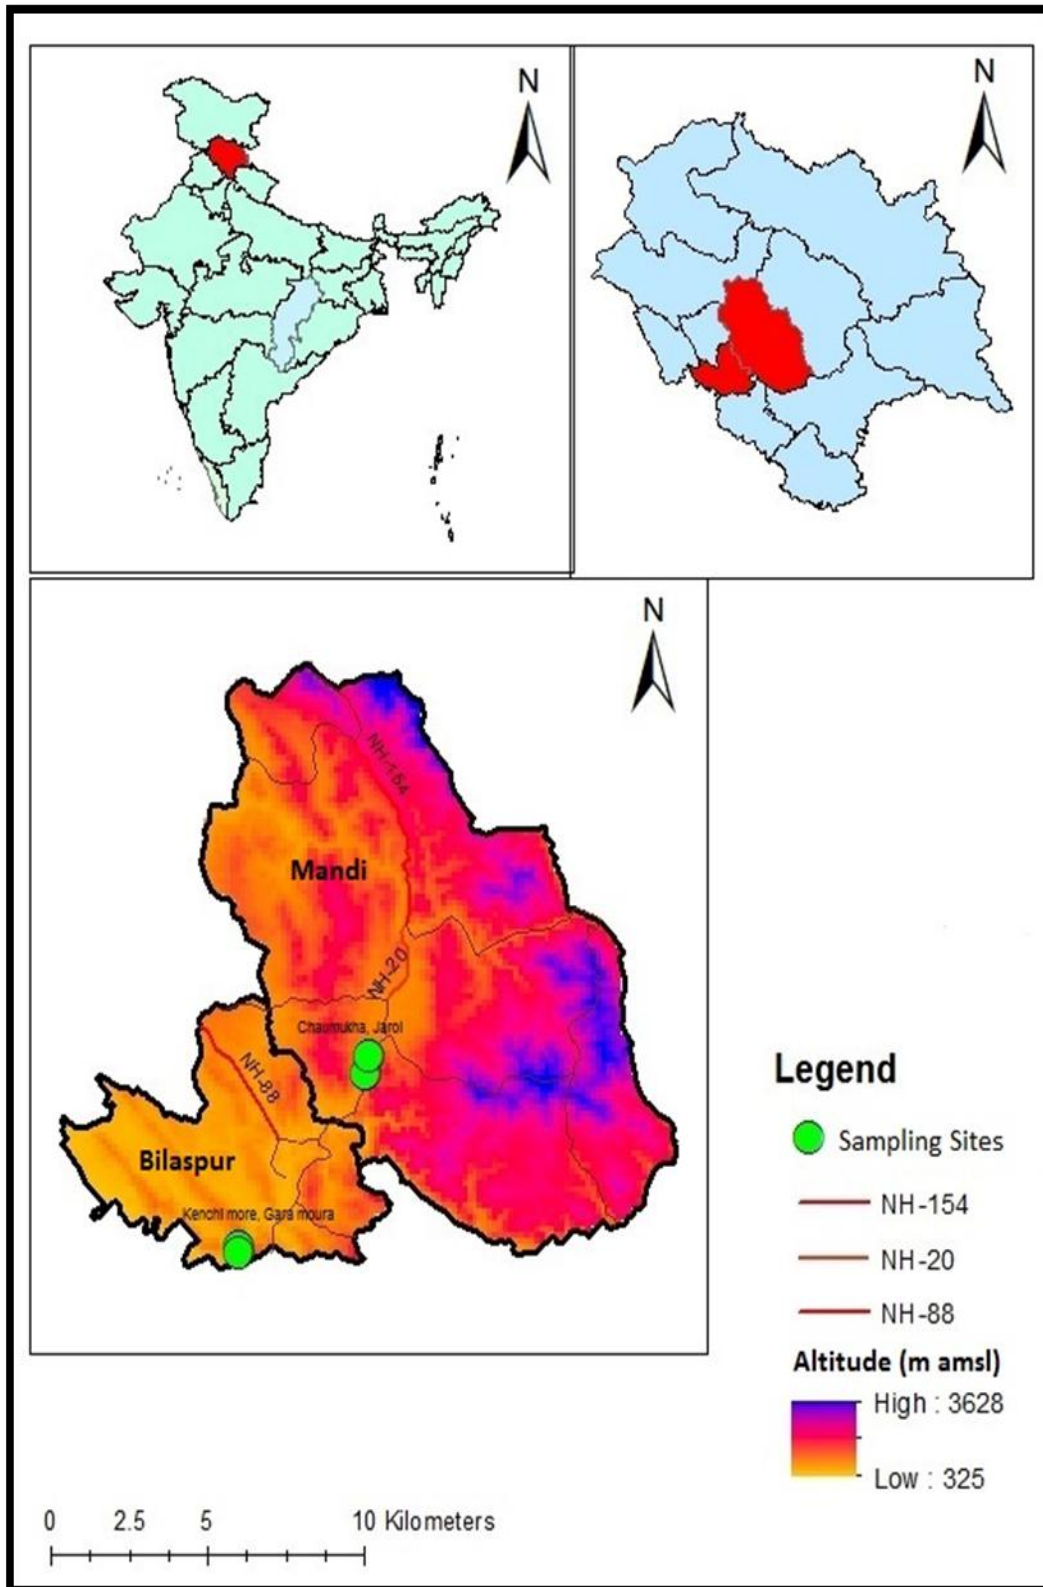 N
N
N
NH-154
Mandi
NH-20
Chaumukha, Jarol
NH-88
Bilaspur
Kenchi more, Gara moura
Legend
Sampling Sites
NH-154
NH-20
NH-88
Altitude (m amsl)
High : 3628
Low : 325
0 2.5 5 10 Kilometers